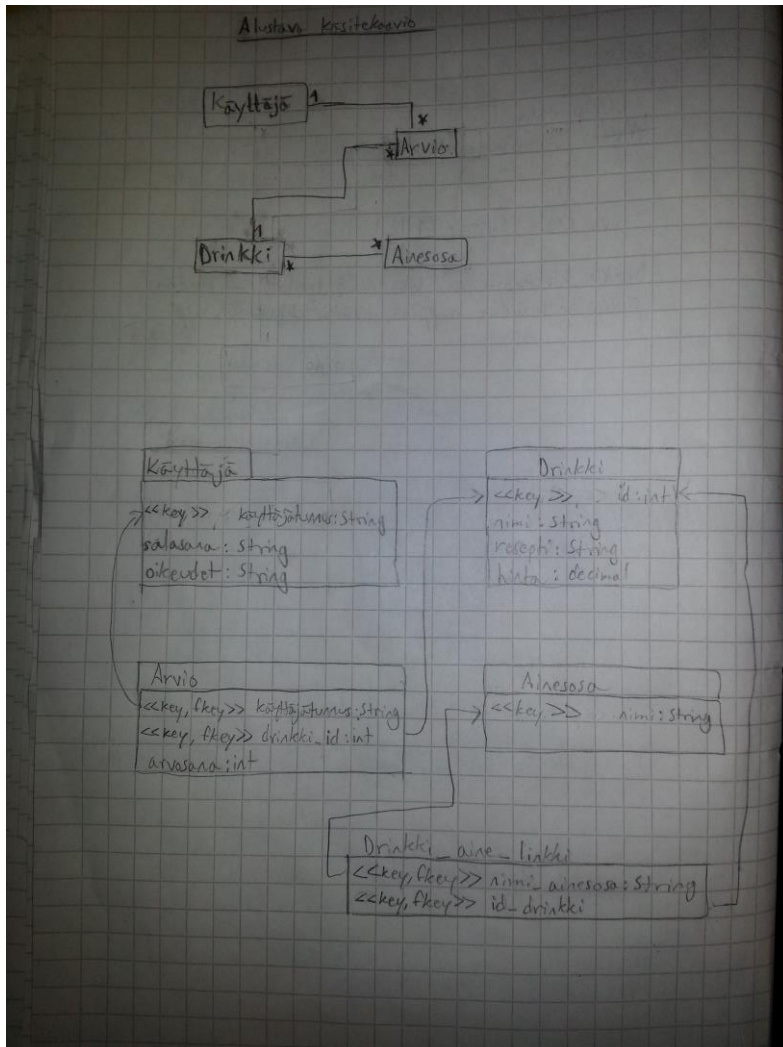 Alustava käsitekaavio
Käyttäjä
1
*
Arvio
*
1
Drinkki
*
*
Ainesosa
Käyttäjä
<<key>> käyttäjätunnus:String
salasana: String
oikeudet: String
Drinkki
<<key>> id:int
nimi: String
resepti: String
hinta: decimal
Arvio
<<key, fkey>> käyttäjätunnus:String
<<key, fkey>> drinkki_id:int
arvosana:int
Ainesosa
<<key>> nimi:String
Drinkki_aine_linkki
<<key, fkey>> nimi_ainesosa: String
<<key, fkey>> id_drinkki